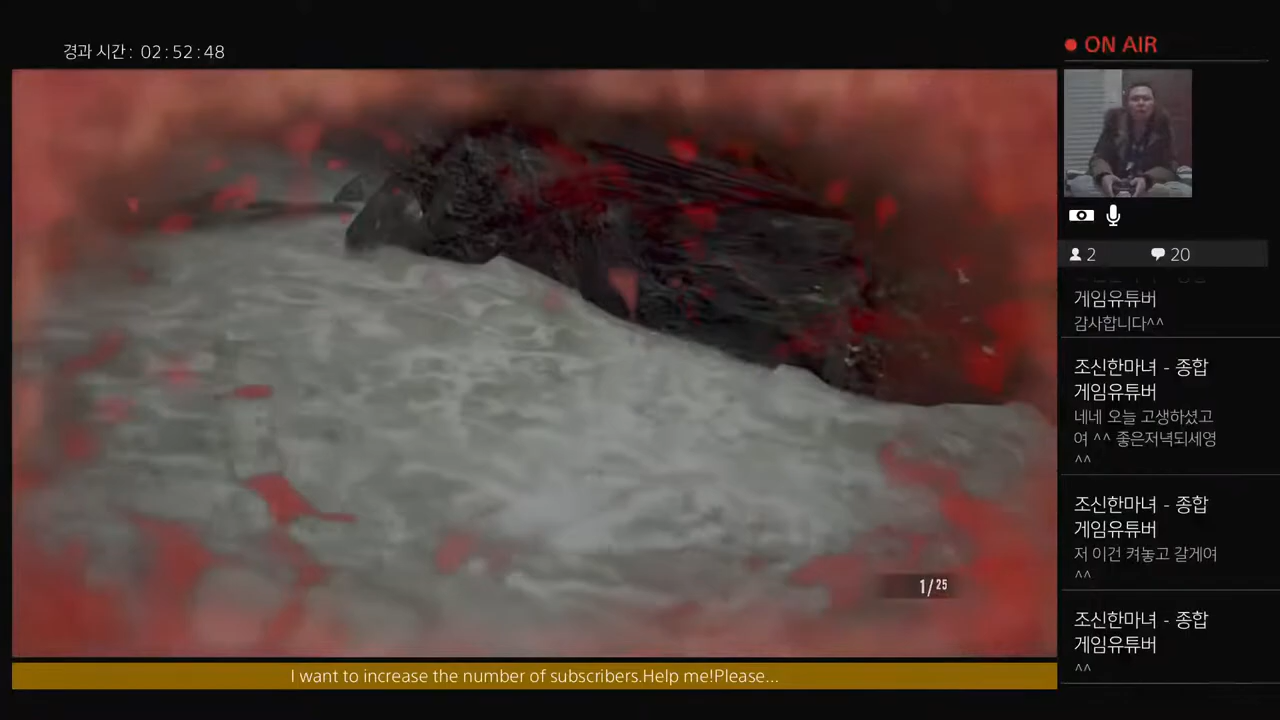 경과 시간 : 02:52:48
ON AIR
2
20
게임유튜버
감사합니다^^
조신한마녀 - 종합
게임유튜버
네네 오늘 고생하셨고
여 ^^ 좋은저녁되세영
^^
조신한마녀 - 종합
게임유튜버
저 이건 켜놓고 갈게여
^^
조신한마녀 - 종합
게임유튜버
^^
1/25
I want to increase the number of subscribers.Help me!Please...